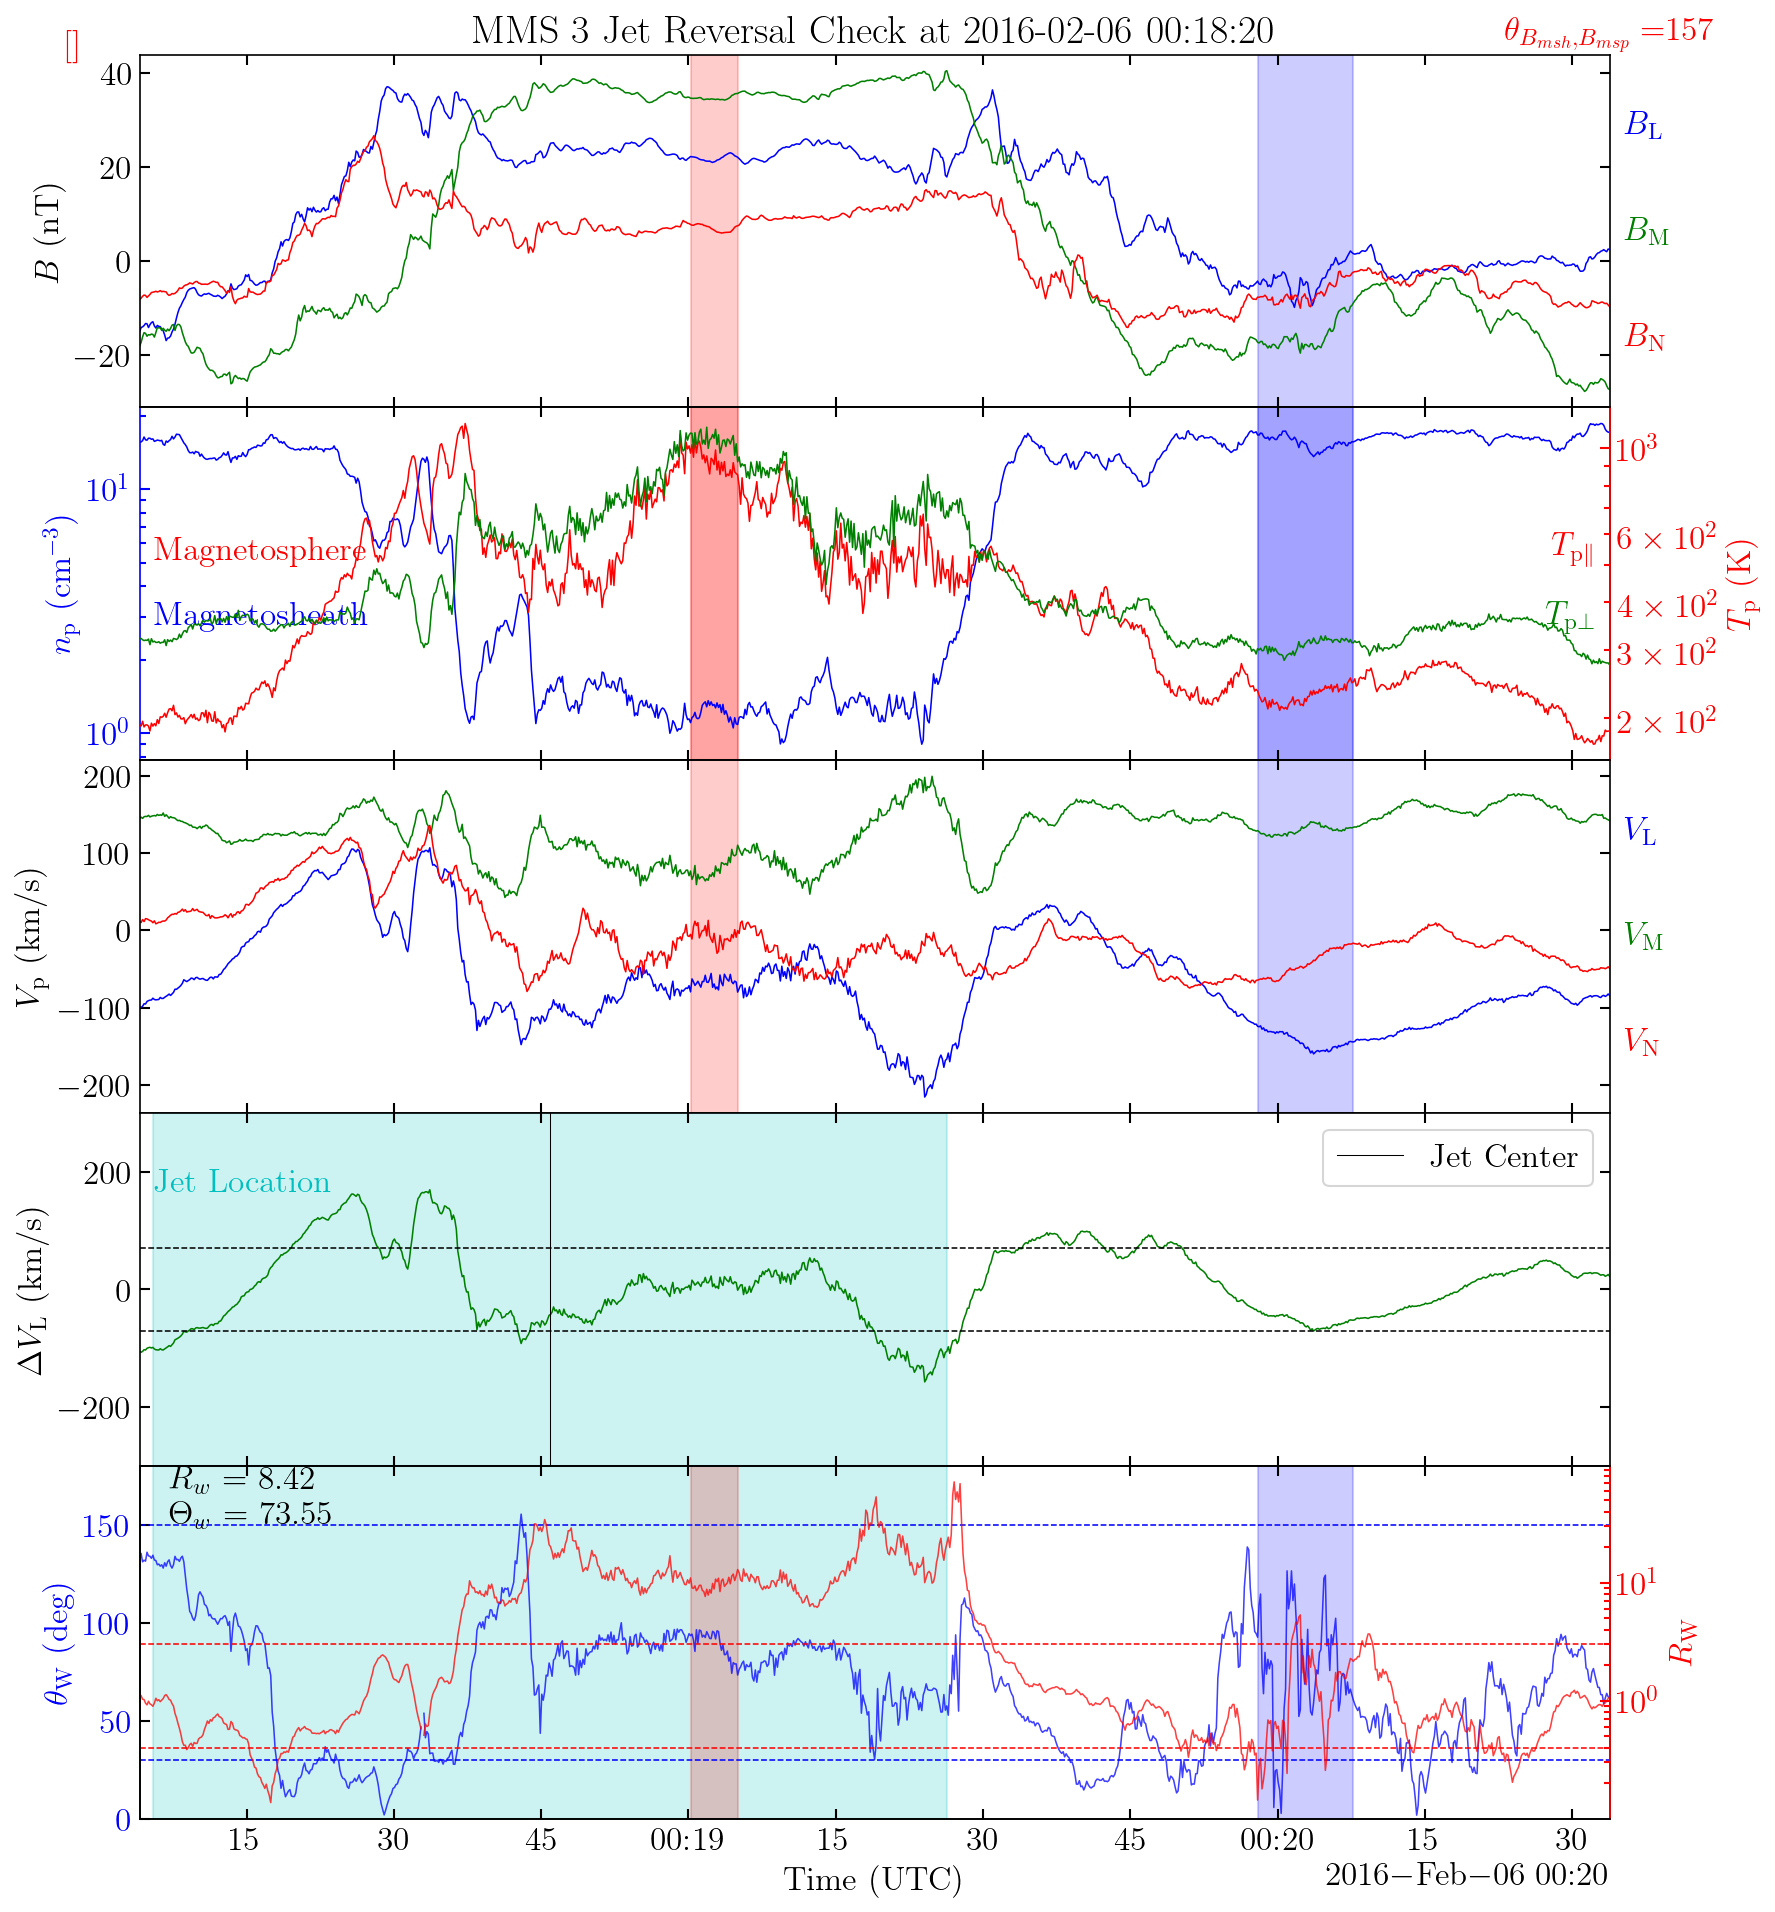 MMS 3 Jet Reversal Check at 2016-02-06 00:18:20
θ_{B_{msh},B_{msp}} =157
40
20
0
−20
B (nT)
B_L
B_M
B_N
10^1
10^0
n_p (cm^{−3})
Magnetosphere
Magnetosheath
T_{p∥}
T_{p⊥}
10^3
6 × 10^2
4 × 10^2
3 × 10^2
2 × 10^2
T_p (K)
200
100
0
−100
−200
V_p (km/s)
V_L
V_M
V_N
200
0
−200
ΔV_L (km/s)
Jet Location
Jet Center
R_w = 8.42
Θ_w = 73.55
150
100
50
0
θ_W (deg)
10^1
10^0
R_W
15 30 45 00:19 15 30 45 00:20 15 30
Time (UTC)
2016−Feb−06 00:20